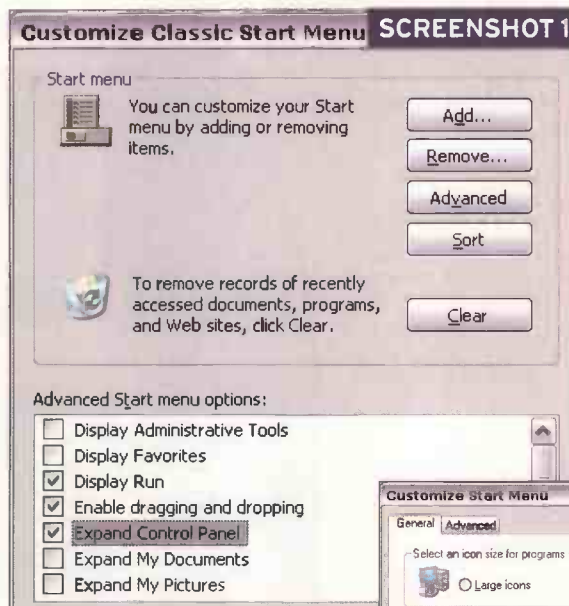 Customize Classic Start Menu
SCREENSHOT 1
Start menu
You can customize your Start
menu by adding or removing
items.
Add...
Remove...
Advanced
Sort
To remove records of recently
accessed documents, programs,
and Web sites, click Clear.
Clear
Advanced Start menu options:
Display Administrative Tools
Display Favorites
Display Run
Enable dragging and dropping
Expand Control Panel
Expand My Documents
Expand My Pictures
Customize Start Menu
General
Advanced
Select an icon size for programs
Large icons